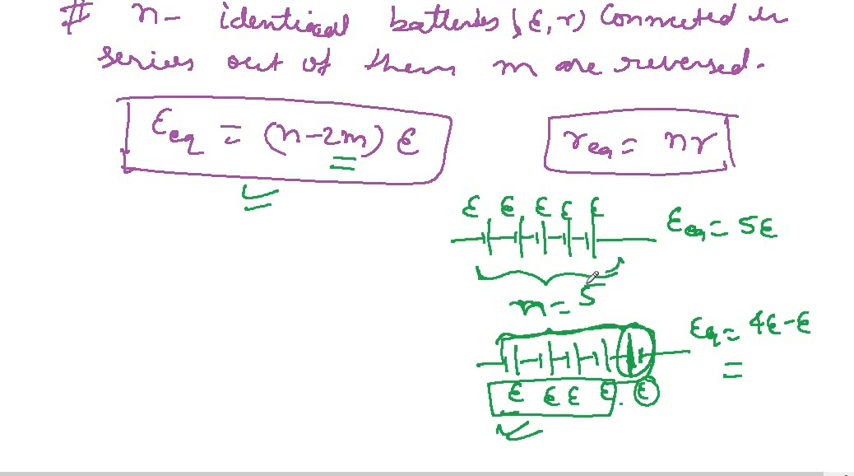 # n- identical batteries (ε, r) connected in
series out of them m are reversed.
εeq = (n-2m) ε
req = nr
ε ε ε ε ε
εeq = 5ε
n = 5
εeq = 4ε-ε
=
ε ε ε ε . ε